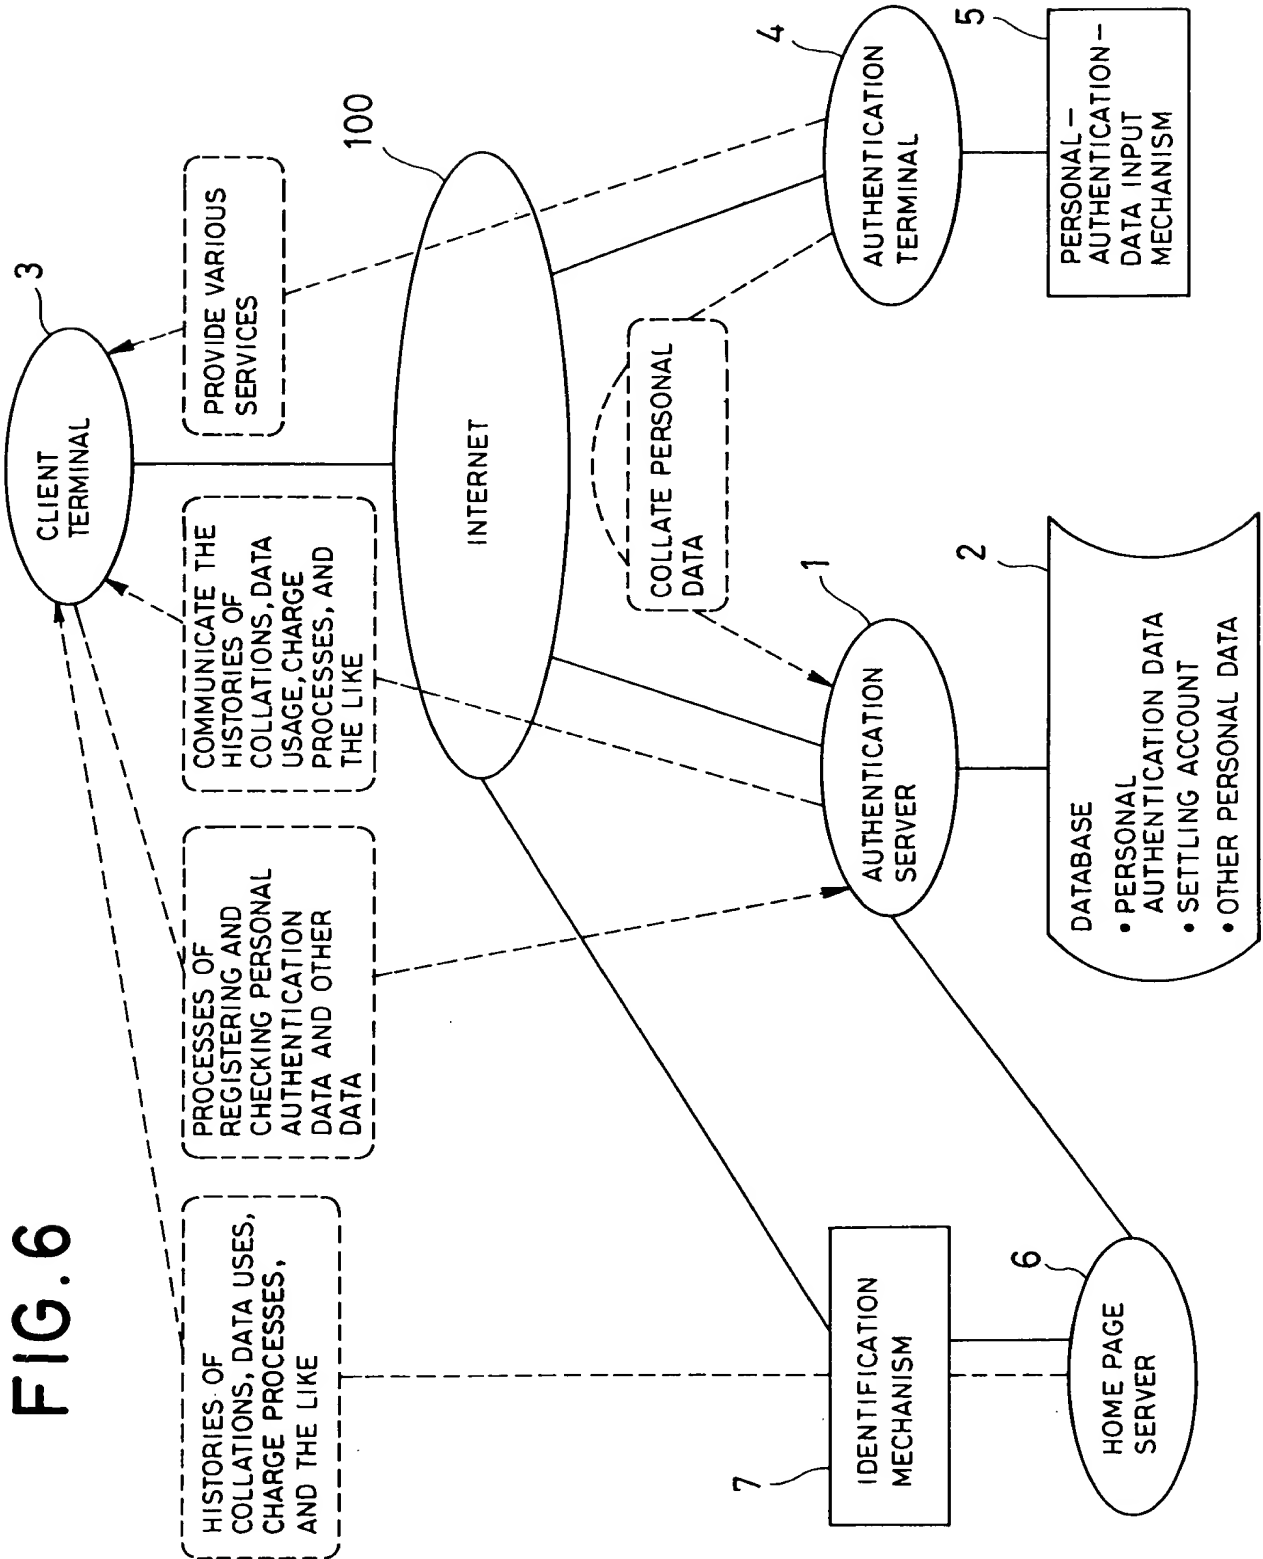 FIG. 6
3
CLIENT
TERMINAL
HISTORIES OF
COLLATIONS, DATA USES,
CHARGE PROCESSES,
AND THE LIKE
PROCESSES OF
REGISTERING AND
CHECKING PERSONAL
AUTHENTICATION
DATA AND OTHER
DATA
COMMUNICATE THE
HISTORIES OF
COLLATIONS, DATA
USAGE, CHARGE
PROCESSES, AND
THE LIKE
PROVIDE VARIOUS
SERVICES
100
INTERNET
COLLATE PERSONAL
DATA
7
IDENTIFICATION
MECHANISM
1
AUTHENTICATION
SERVER
4
AUTHENTICATION
TERMINAL
6
HOME PAGE
SERVER
2
DATABASE
• PERSONAL
AUTHENTICATION DATA
• SETTLING ACCOUNT
• OTHER PERSONAL DATA
5
PERSONAL-
AUTHENTICATION-
DATA INPUT
MECHANISM